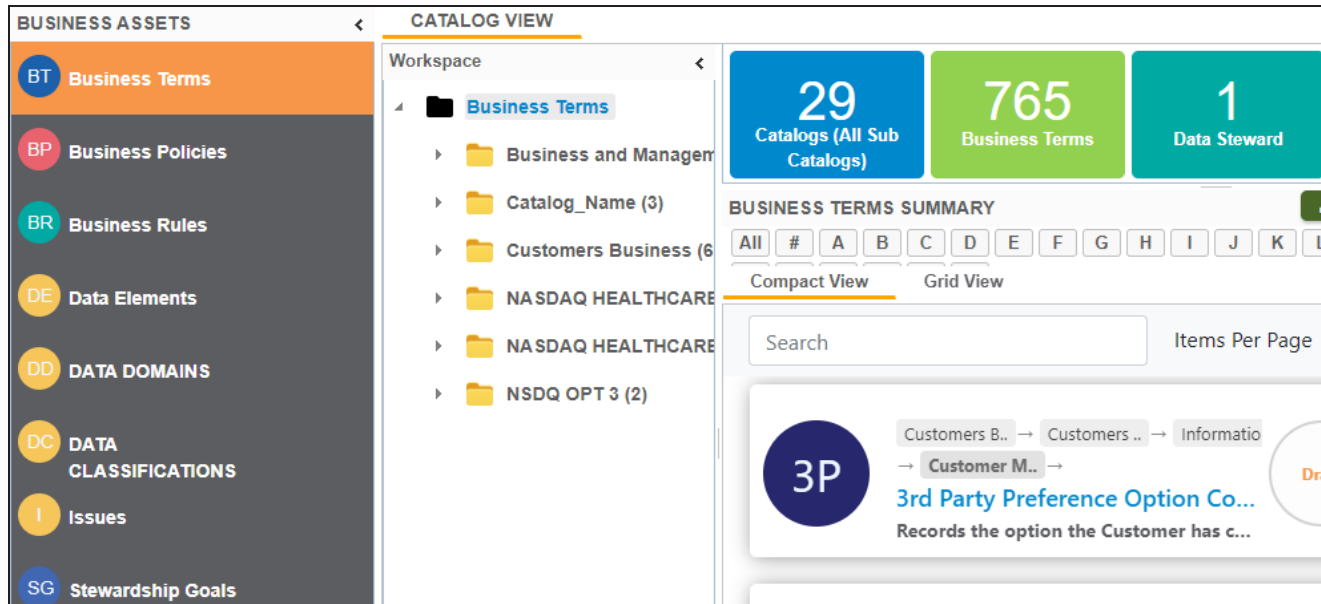 BUSINESS ASSETS
BT Business Terms
BP Business Policies
BR Business Rules
DE Data Elements
DD DATA DOMAINS
DC DATA
CLASSIFICATIONS
I Issues
SG Stewardship Goals
CATALOG VIEW
Workspace
Business Terms
Business and Managem
Catalog_Name (3)
Customers Business (6
NASDAQ HEALTHCARE
NASDAQ HEALTHCARE
NSDQ OPT 3 (2)
29
Catalogs (All Sub
Catalogs)
765
Business Terms
1
Data Steward
BUSINESS TERMS SUMMARY
All # A B C D E F G H I J K L
Compact View Grid View
Search Items Per Page
3P
Customers B.. → Customers .. → Informatio
→ Customer M.. →
3rd Party Preference Option Co...
Records the option the Customer has c...
Dra